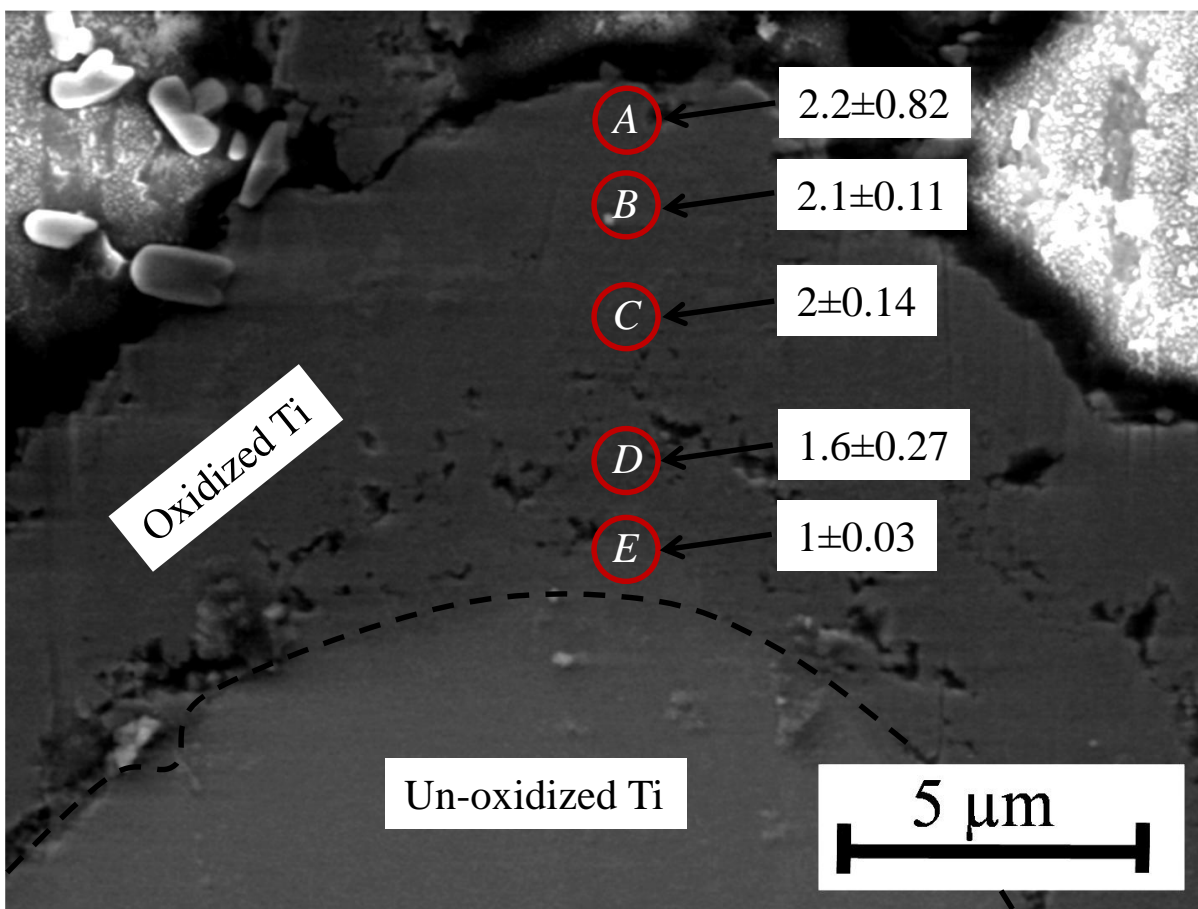 A
2.2±0.82
B
2.1±0.11
C
2±0.14
Oxidized Ti
D
1.6±0.27
E
1±0.03
Un-oxidized Ti
5 μm